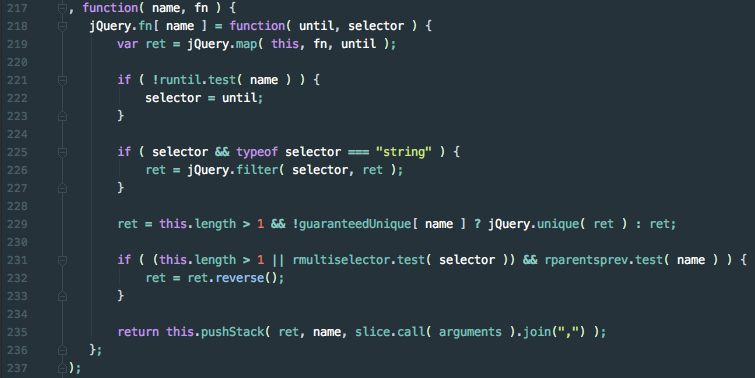 217 , function( name, fn ) {
218 jQuery.fn[ name ] = function( until, selector ) {
219 var ret = jQuery.map( this, fn, until );
220
221 if ( !runtil.test( name ) ) {
222 selector = until;
223 }
224
225 if ( selector && typeof selector === "string" ) {
226 ret = jQuery.filter( selector, ret );
227 }
228
229 ret = this.length > 1 && !guaranteedUnique[ name ] ? jQuery.unique( ret ) : ret;
230
231 if ( (this.length > 1 || rmultiselector.test( selector )) && rparentsprev.test( name ) ) {
232 ret = ret.reverse();
233 }
234
235 return this.pushStack( ret, name, slice.call( arguments ).join(",") );
236 };
237 );